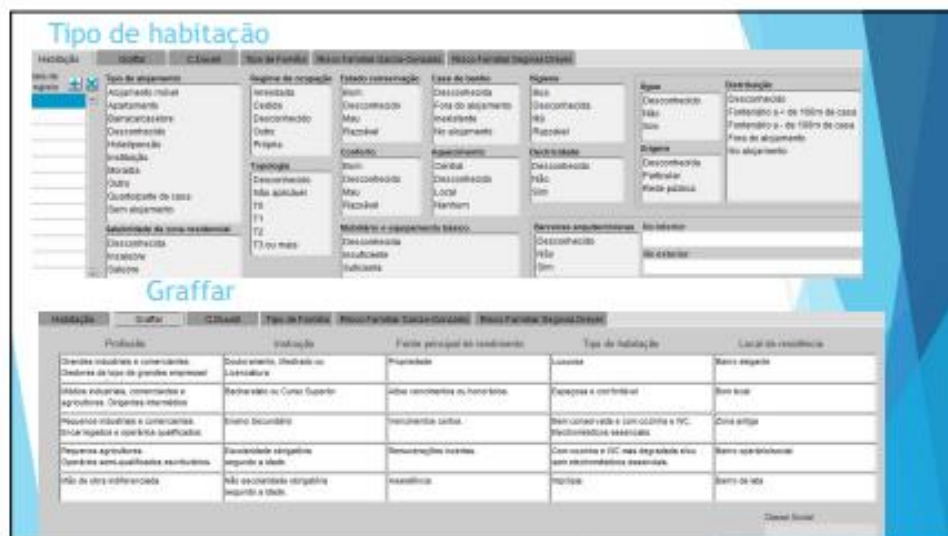 Tipo de habitação
Habitação
Graffar
C.Duvall
Tipo de Família
Risco Familiar Garcia-Gonzalez
Risco Familiar Segovia Dreyer
Tipo de alojamento
Alojamento móvel
Apartamento
Barraca/casebre
Desconhecido
Hotel/pensão
Instituição
Moradia
Outro
Quarto/parte de casa
Sem alojamento
Salubridade da zona residencial
Desconhecida
Insalubre
Salubre
Regime de ocupação
Arrendada
Cedida
Desconhecido
Outro
Própria
Topologia
Desconhecido
Não aplicável
T0
T1
T2
T3 ou mais
Estado conservação
Bom
Desconhecido
Mau
Razoável
Conforto
Bom
Desconhecido
Mau
Razoável
Mobiliário e equipamento básico
Desconhecida
Insuficiente
Suficiente
Casa de banho
Desconhecida
Fora do alojamento
Inexistente
No alojamento
Aquecimento
Central
Desconhecida
Local
Nenhum
Higiene
Boa
Desconhecida
Má
Razoável
Electricidade
Desconhecida
Não
Sim
Barreiras arquitectónicas
Desconhecido
Não
Sim
Água
Desconhecido
Não
Sim
Origem
Desconhecida
Particular
Rede pública
Distribuição
Desconhecido
Fontenário a + de 100m da casa
Fontenário a - de 100m da casa
Fora do alojamento
No alojamento
No interior
No exterior
Graffar
Habitação
Graffar
C.Duvall
Tipo de Família
Risco Familiar Garcia-Gonzalez
Risco Familiar Segovia Dreyer
Profissão
Instrução
Fonte principal de rendimento
Tipo de habitação
Local de residência
Grandes industriais e comerciantes.
Gestores de topo de grandes empresas
Doutoramento, Mestrado ou
Licenciatura
Propriedade
Luxuosa
Bairro elegante
Médios industriais, comerciantes e
agricultores. Dirigentes intermédios
Bacharelato ou Curso Superior
Altos vencimentos ou honorários.
Espaçosa e confortável
Bom local
Pequenos industriais e comerciantes.
Encarregados e operários qualificados.
Ensino Secundário
Vencimentos certos.
Bem conservada e com cozinha e WC.
Electrodomésticos essenciais.
Zona antiga
Pequenos agricultores.
Operários semi-qualificados escriturários.
Escolaridade obrigatória
segundo a idade.
Remunerações incertas.
Com cozinha e WC mas degradada e/ou
sem electrodomésticos essenciais.
Bairro operário/social
Mão de obra indiferenciada
Não escolaridade obrigatória
segundo a idade.
Assistência.
Imprópria
Bairro de lata
Classe Social